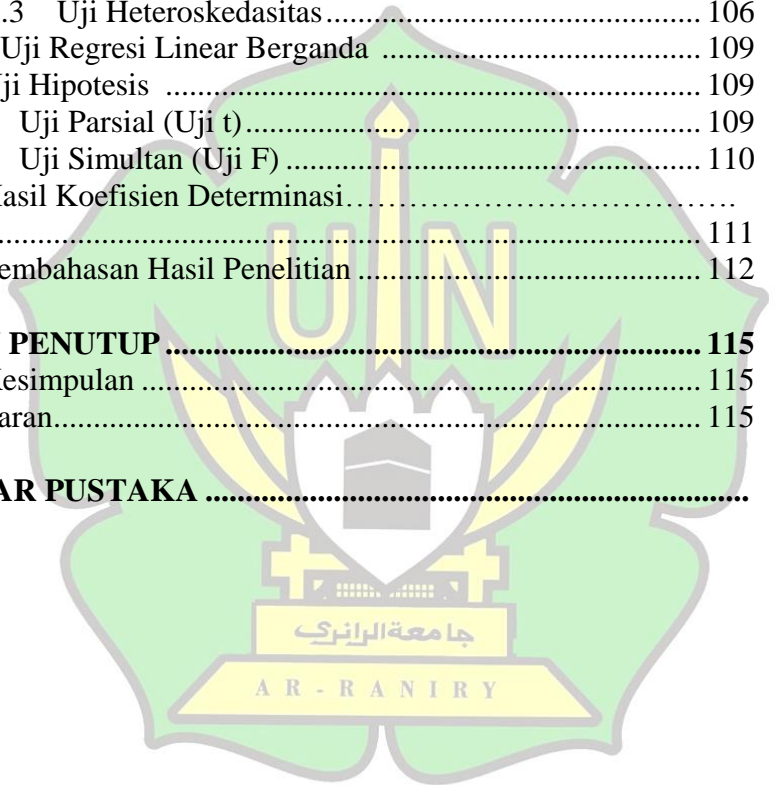 .3 Uji Heteroskedasitas........................................ 106
Uji Regresi Linear Berganda ................................. 109
ji Hipotesis ........................................................ 109
Uji Parsial (Uji t)................................................ 109
Uji Simultan (Uji F) ............................................ 110
Hasil Koefisien Determinasi……………………………….
.......................................................................... 111
embahasan Hasil Penelitian .................................. 112
PENUTUP ........................................................ 115
Kesimpulan ........................................................ 115
aran.................................................................... 115
AR PUSTAKA ........................................................
UIN
جامعةالرانري
AR-RANIRY